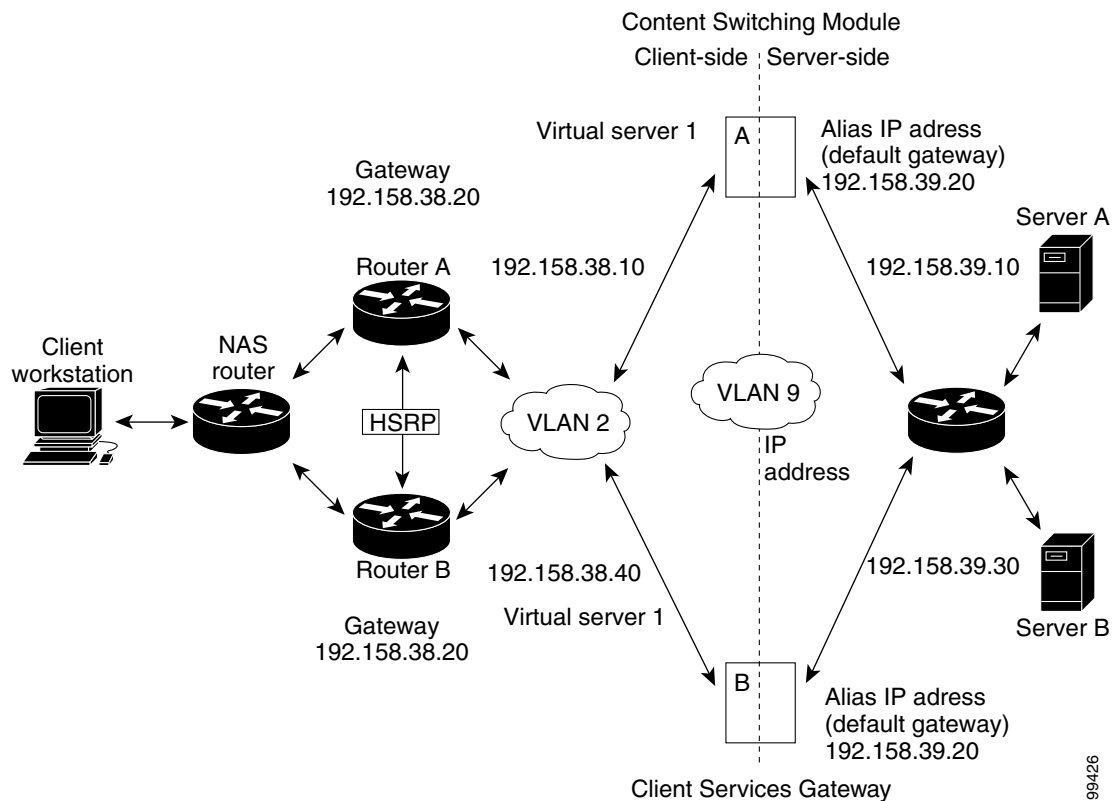 Content Switching Module
Client-side
Server-side
Virtual server 1
A
Alias IP adress
(default gateway)
192.158.39.20
Gateway
192.158.38.20
Server A
Router A
192.158.38.10
192.158.39.10
Client
workstation
NAS
router
HSRP
VLAN 2
VLAN 9
IP
address
Router B
192.158.38.40
192.158.39.30
Virtual server 1
Gateway
192.158.38.20
Server B
B
Alias IP adress
(default gateway)
192.158.39.20
Client Services Gateway
99426